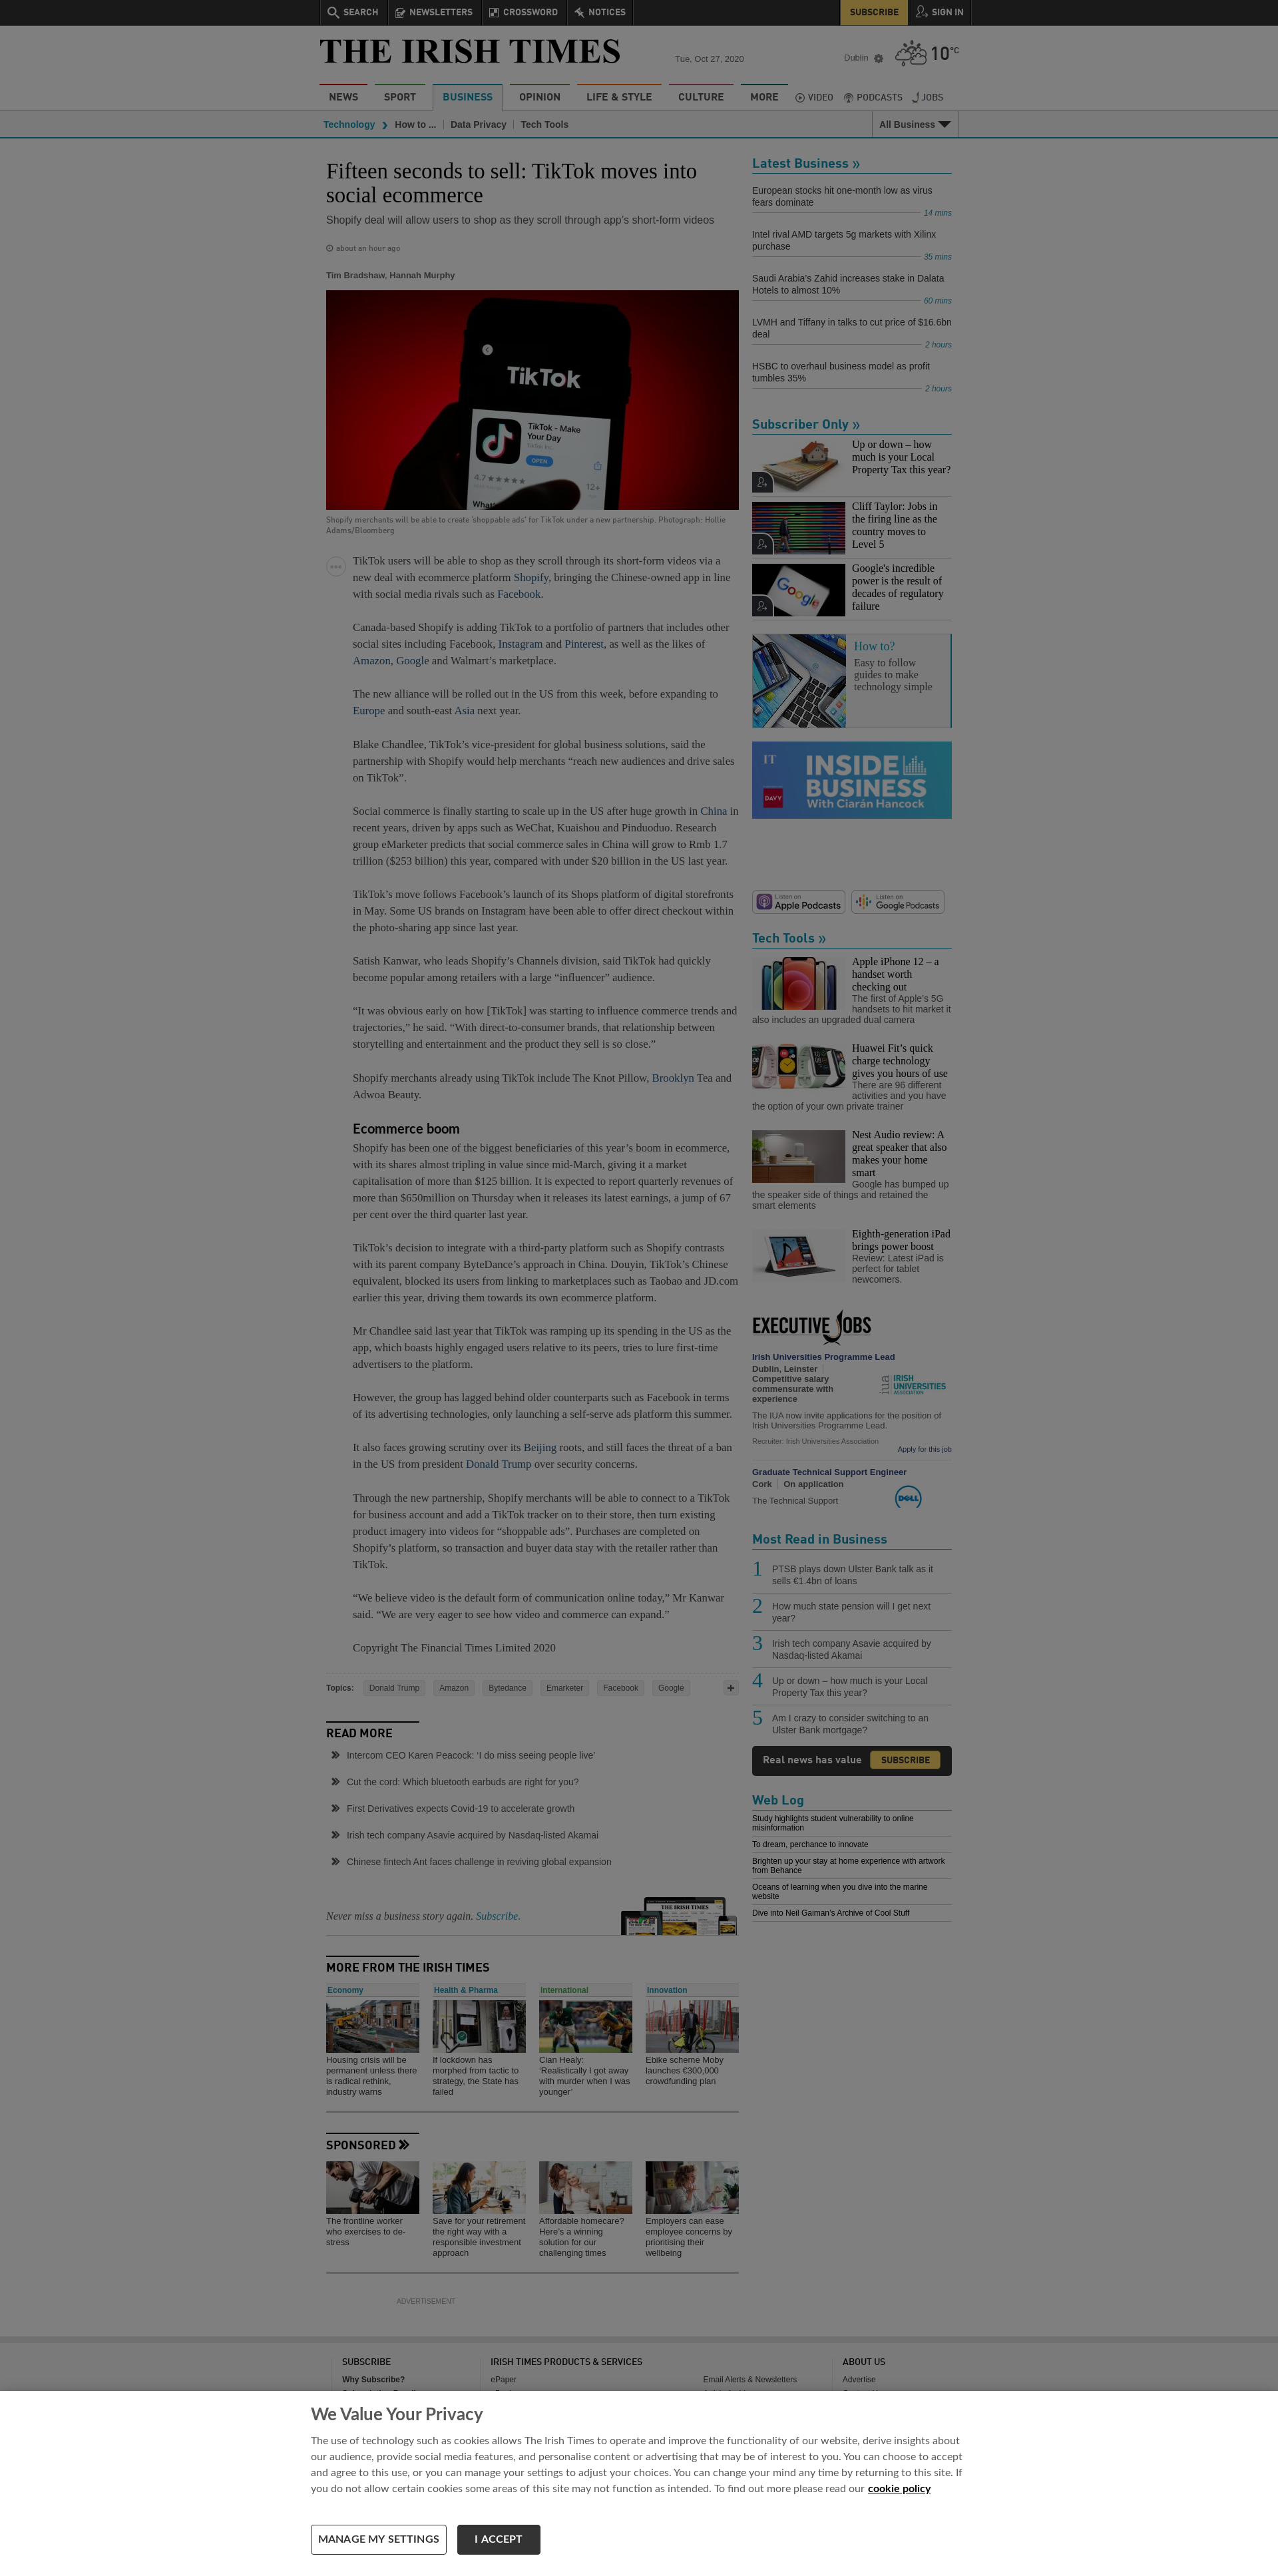 SEARCH NEWSLETTERS CROSSWORD NOTICES SUBSCRIBE SIGN IN
THE IRISH TIMES
Tue, Oct 27, 2020
Dublin 10°C
NEWS SPORT BUSINESS OPINION LIFE & STYLE CULTURE MORE VIDEO PODCASTS JOBS
Technology How to ... Data Privacy Tech Tools All Business
Fifteen seconds to sell: TikTok moves into
social ecommerce
Shopify deal will allow users to shop as they scroll through app's short-form videos
about an hour ago
Tim Bradshaw, Hannah Murphy
TikTok
TikTok - Make
Your Day
OPEN
4.7
12+
Shopify merchants will be able to create 'shoppable ads' for TikTok under a new partnership. Photograph: Hollie
Adams/Bloomberg
TikTok users will be able to shop as they scroll through its short-form videos via a
new deal with ecommerce platform Shopify, bringing the Chinese-owned app in line
with social media rivals such as Facebook.
Canada-based Shopify is adding TikTok to a portfolio of partners that includes other
social sites including Facebook, Instagram and Pinterest, as well as the likes of
Amazon, Google and Walmart's marketplace.
The new alliance will be rolled out in the US from this week, before expanding to
Europe and south-east Asia next year.
Blake Chandlee, TikTok's vice-president for global business solutions, said the
partnership with Shopify would help merchants “reach new audiences and drive sales
on TikTok”.
Social commerce is finally starting to scale up in the US after huge growth in China in
recent years, driven by apps such as WeChat, Kuaishou and Pinduoduo. Research
group eMarketer predicts that social commerce sales in China will grow to Rmb 1.7
trillion ($253 billion) this year, compared with under $20 billion in the US last year.
TikTok's move follows Facebook's launch of its Shops platform of digital storefronts
in May. Some US brands on Instagram have been able to offer direct checkout within
the photo-sharing app since last year.
Satish Kanwar, who leads Shopify's Channels division, said TikTok had quickly
become popular among retailers with a large “influencer” audience.
“It was obvious early on how [TikTok] was starting to influence commerce trends and
trajectories,” he said. “With direct-to-consumer brands, that relationship between
storytelling and entertainment and the product they sell is so close.”
Shopify merchants already using TikTok include The Knot Pillow, Brooklyn Tea and
Adwoa Beauty.
Ecommerce boom
Shopify has been one of the biggest beneficiaries of this year's boom in ecommerce,
with its shares almost tripling in value since mid-March, giving it a market
capitalisation of more than $125 billion. It is expected to report quarterly revenues of
more than $650million on Thursday when it releases its latest earnings, a jump of 67
per cent over the third quarter last year.
TikTok's decision to integrate with a third-party platform such as Shopify contrasts
with its parent company ByteDance's approach in China. Douyin, TikTok's Chinese
equivalent, blocked its users from linking to marketplaces such as Taobao and JD.com
earlier this year, driving them towards its own ecommerce platform.
Mr Chandlee said last year that TikTok was ramping up its spending in the US as the
app, which boasts highly engaged users relative to its peers, tries to lure first-time
advertisers to the platform.
However, the group has lagged behind older counterparts such as Facebook in terms
of its advertising technologies, only launching a self-serve ads platform this summer.
It also faces growing scrutiny over its Beijing roots, and still faces the threat of a ban
in the US from president Donald Trump over security concerns.
Through the new partnership, Shopify merchants will be able to connect to a TikTok
for business account and add a TikTok tracker on to their store, then turn existing
product imagery into videos for “shoppable ads”. Purchases are completed on
Shopify's platform, so transaction and buyer data stay with the retailer rather than
TikTok.
“We believe video is the default form of communication online today,” Mr Kanwar
said. “We are very eager to see how video and commerce can expand.”
Copyright The Financial Times Limited 2020
Topics: Donald Trump Amazon Bytedance Emarketer Facebook Google +
READ MORE
Intercom CEO Karen Peacock: ‘I do miss seeing people live’
Cut the cord: Which bluetooth earbuds are right for you?
First Derivatives expects Covid-19 to accelerate growth
Irish tech company Asavie acquired by Nasdaq-listed Akamai
Chinese fintech Ant faces challenge in reviving global expansion
Never miss a business story again. Subscribe.
THE IRISH TIMES
MORE FROM THE IRISH TIMES
Economy
Housing crisis will be
permanent unless there
is radical rethink,
industry warns
Health & Pharma
If lockdown has
morphed from tactic to
strategy, the State has
failed
International
Cian Healy:
‘Realistically I got away
with murder when I was
younger’
Innovation
Ebike scheme Moby
launches €300,000
crowdfunding plan
SPONSORED
The frontline worker
who exercises to de-
stress
Save for your retirement
the right way with a
responsible investment
approach
Affordable homecare?
Here's a winning
solution for our
challenging times
Employers can ease
employee concerns by
prioritising their
wellbeing
ADVERTISEMENT
Latest Business »
European stocks hit one-month low as virus
fears dominate
14 mins
Intel rival AMD targets 5g markets with Xilinx
purchase
35 mins
Saudi Arabia's Zahid increases stake in Dalata
Hotels to almost 10%
60 mins
LVMH and Tiffany in talks to cut price of $16.6bn
deal
2 hours
HSBC to overhaul business model as profit
tumbles 35%
2 hours
Subscriber Only »
Up or down – how
much is your Local
Property Tax this year?
Cliff Taylor: Jobs in
the firing line as the
country moves to
Level 5
Google
Google's incredible
power is the result of
decades of regulatory
failure
How to?
Easy to follow
guides to make
technology simple
IT
DAVY
INSIDE
BUSINESS
With Ciarán Hancock
Listen on
Apple Podcasts
Listen on
Google Podcasts
Tech Tools »
Apple iPhone 12 – a
handset worth
checking out
The first of Apple's 5G
handsets to hit market it
also includes an upgraded dual camera
Huawei Fit's quick
charge technology
gives you hours of use
There are 96 different
activities and you have
the option of your own private trainer
Nest Audio review: A
great speaker that also
makes your home
smart
Google has bumped up
the speaker side of things and retained the
smart elements
Eighth-generation iPad
brings power boost
Review: Latest iPad is
perfect for tablet
newcomers.
EXECUTIVE JOBS
Irish Universities Programme Lead
Dublin, Leinster
Competitive salary
commensurate with
experience
iua IRISH
UNIVERSITIES
ASSOCIATION
The IUA now invite applications for the position of
Irish Universities Programme Lead.
Recruiter: Irish Universities Association
Apply for this job
Graduate Technical Support Engineer
Cork On application
DELL
The Technical Support
Most Read in Business
1 PTSB plays down Ulster Bank talk as it
sells €1.4bn of loans
2 How much state pension will I get next
year?
3 Irish tech company Asavie acquired by
Nasdaq-listed Akamai
4 Up or down – how much is your Local
Property Tax this year?
5 Am I crazy to consider switching to an
Ulster Bank mortgage?
Real news has value SUBSCRIBE
Web Log
Study highlights student vulnerability to online
misinformation
To dream, perchance to innovate
Brighten up your stay at home experience with artwork
from Behance
Oceans of learning when you dive into the marine
website
Dive into Neil Gaiman's Archive of Cool Stuff
SUBSCRIBE IRISH TIMES PRODUCTS & SERVICES ABOUT US
Why Subscribe? ePaper Email Alerts & Newsletters Advertise
We Value Your Privacy
The use of technology such as cookies allows The Irish Times to operate and improve the functionality of our website, derive insights about
our audience, provide social media features, and personalise content or advertising that may be of interest to you. You can choose to accept
and agree to this use, or you can manage your settings to adjust your choices. You can change your mind any time by returning to this site. If
you do not allow certain cookies some areas of this site may not function as intended. To find out more please read our cookie policy
MANAGE MY SETTINGS I ACCEPT